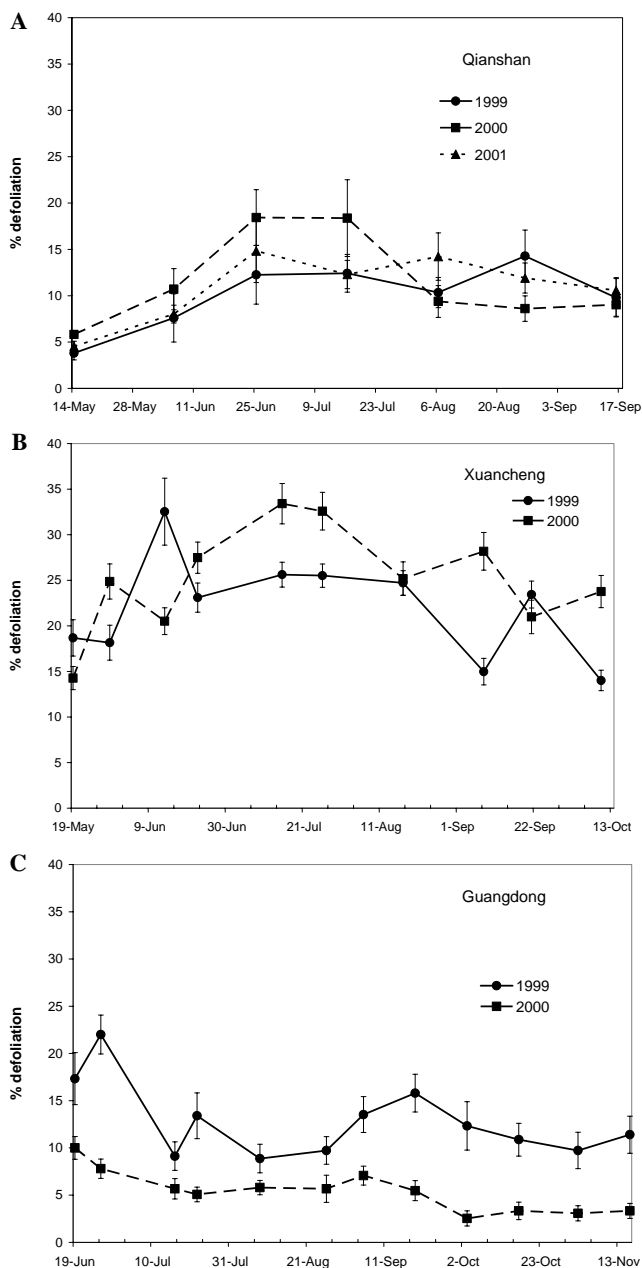 A
Qianshan
1999
2000
2001
% defoliation
40
35
30
25
20
15
10
5
0
14-May 28-May 11-Jun 25-Jun 9-Jul 23-Jul 6-Aug 20-Aug 3-Sep 17-Sep
B
Xuancheng
1999
2000
% defoliation
40
35
30
25
20
15
10
5
0
19-May 9-Jun 30-Jun 21-Jul 11-Aug 1-Sep 22-Sep 13-Oct
C
Guangdong
1999
2000
% defoliation
40
35
30
25
20
15
10
5
0
19-Jun 10-Jul 31-Jul 21-Aug 11-Sep 2-Oct 23-Oct 13-Nov